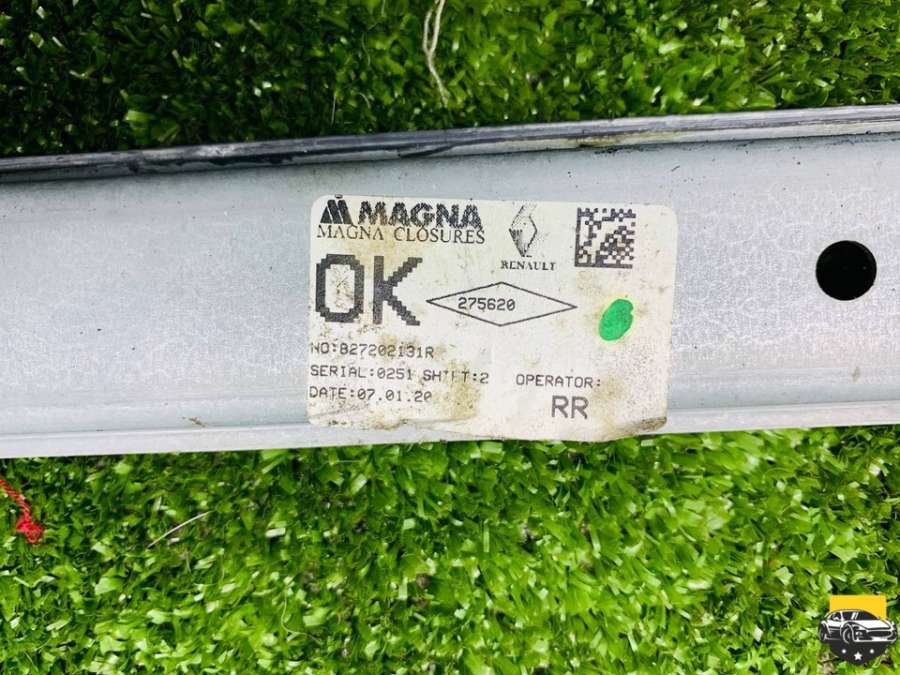 MAGNA
MAGNA CLOSURES
RENAULT
OK
275620
NO:827202131R
SERIAL:0251 SHIFT:2
OPERATOR:
DATE:07.01.20
RR